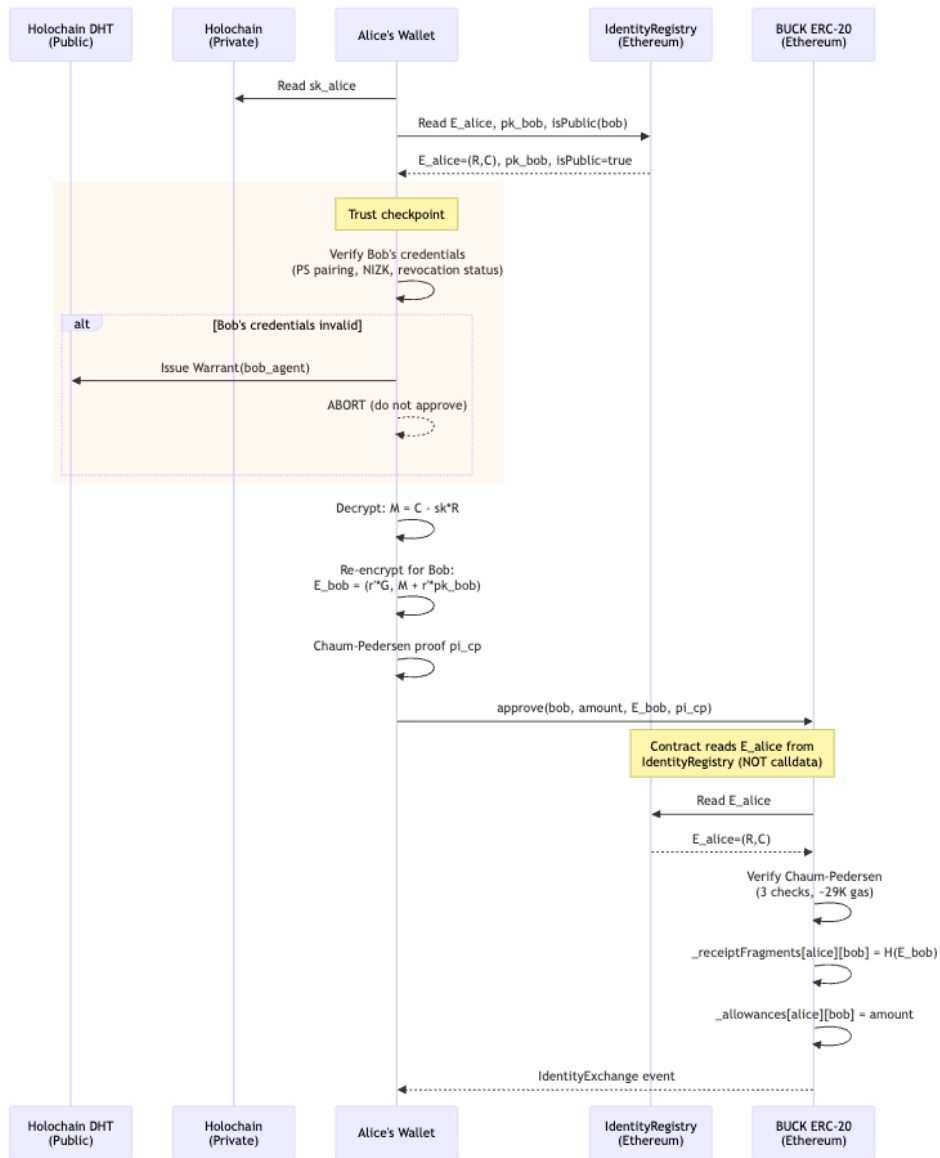 Holochain DHT
(Public)
Holochain
(Private)
Alice's Wallet
IdentityRegistry
(Ethereum)
BUCK ERC-20
(Ethereum)
Read sk_alice
Read E_alice, pk_bob, isPublic(bob)
E_alice=(R,C), pk_bob, isPublic=true
Trust checkpoint
Verify Bob's credentials
(PS pairing, NIZK, revocation status)
alt
[Bob's credentials invalid]
Issue Warrant(bob_agent)
ABORT (do not approve)
Decrypt: M = C - sk*R
Re-encrypt for Bob:
E_bob = (r'*G, M + r'*pk_bob)
Chaum-Pedersen proof pi_cp
approve(bob, amount, E_bob, pi_cp)
Contract reads E_alice from
IdentityRegistry (NOT calldata)
Read E_alice
E_alice=(R,C)
Verify Chaum-Pedersen
(3 checks, ~29K gas)
_receiptFragments[alice][bob] = H(E_bob)
_allowances[alice][bob] = amount
IdentityExchange event
Holochain DHT
(Public)
Holochain
(Private)
Alice's Wallet
IdentityRegistry
(Ethereum)
BUCK ERC-20
(Ethereum)